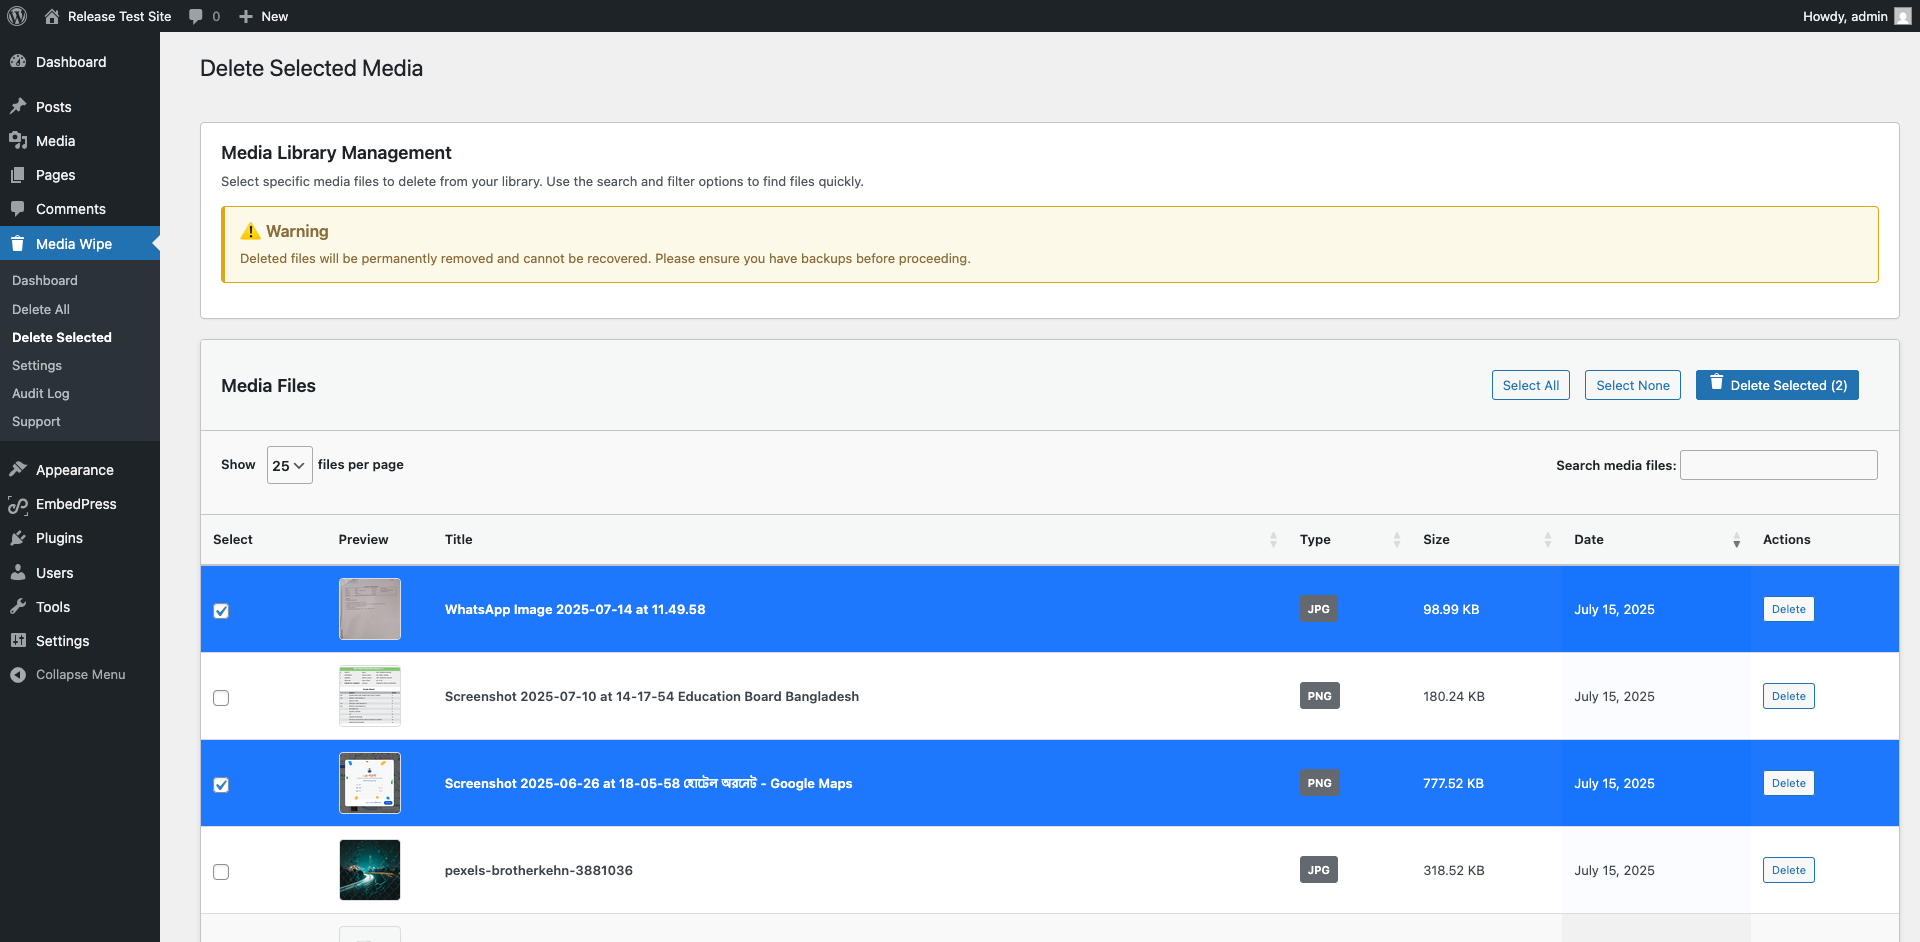 Release Test Site
0
New
Howdy, admin
Dashboard
Posts
Media
Pages
Comments
Media Wipe
Dashboard
Delete All
Delete Selected
Settings
Audit Log
Support
Appearance
EmbedPress
Plugins
Users
Tools
Settings
Collapse Menu
Delete Selected Media
Media Library Management
Select specific media files to delete from your library. Use the search and filter options to find files quickly.
Warning
Deleted files will be permanently removed and cannot be recovered. Please ensure you have backups before proceeding.
Media Files
Select All
Select None
Delete Selected (2)
Show 25 files per page
Search media files:
Select Preview Title Type Size Date Actions
WhatsApp Image 2025-07-14 at 11.49.58 JPG 98.99 KB July 15, 2025 Delete
Screenshot 2025-07-10 at 14-17-54 Education Board Bangladesh PNG 180.24 KB July 15, 2025 Delete
Screenshot 2025-06-26 at 18-05-58 হোটেল অরনেট - Google Maps PNG 777.52 KB July 15, 2025 Delete
pexels-brotherkehn-3881036 JPG 318.52 KB July 15, 2025 Delete